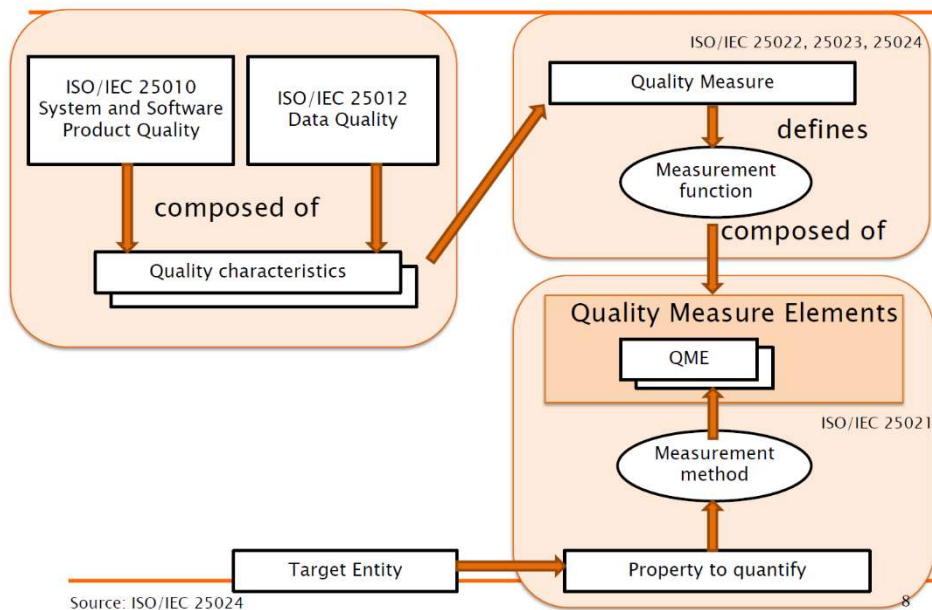 ISO/IEC 25010
System and Software
Product Quality
ISO/IEC 25012
Data Quality
composed of
Quality characteristics
ISO/IEC 25022, 25023, 25024
Quality Measure
defines
Measurement
function
composed of
Quality Measure Elements
QME
ISO/IEC 25021
Measurement
method
Target Entity
Property to quantify
Source: ISO/IEC 25024
8